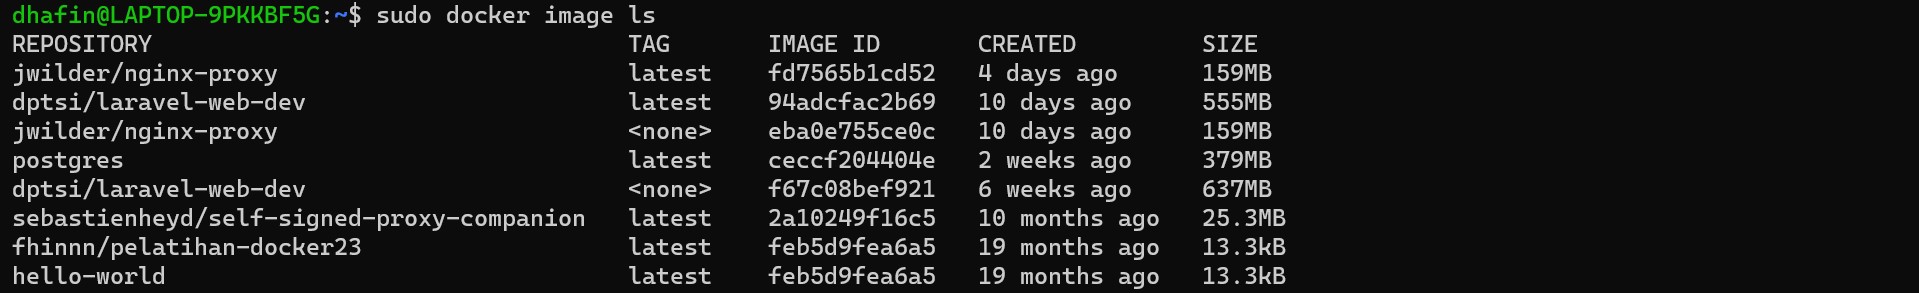 dhafin@LAPTOP-9PKKBF5G:~$ sudo docker image ls
REPOSITORY                                  TAG       IMAGE ID       CREATED         SIZE
jwilder/nginx-proxy                         latest    fd7565b1cd52   4 days ago      159MB
dptsi/laravel-web-dev                       latest    94adcfac2b69   10 days ago     555MB
jwilder/nginx-proxy                         <none>    eba0e755ce0c   10 days ago     159MB
postgres                                    latest    ceccf204404e   2 weeks ago     379MB
dptsi/laravel-web-dev                       <none>    f67c08bef921   6 weeks ago     637MB
sebastienheyd/self-signed-proxy-companion   latest    2a10249f16c5   10 months ago   25.3MB
fhinnn/pelatihan-docker23                   latest    feb5d9fea6a5   19 months ago   13.3kB
hello-world                                 latest    feb5d9fea6a5   19 months ago   13.3kB